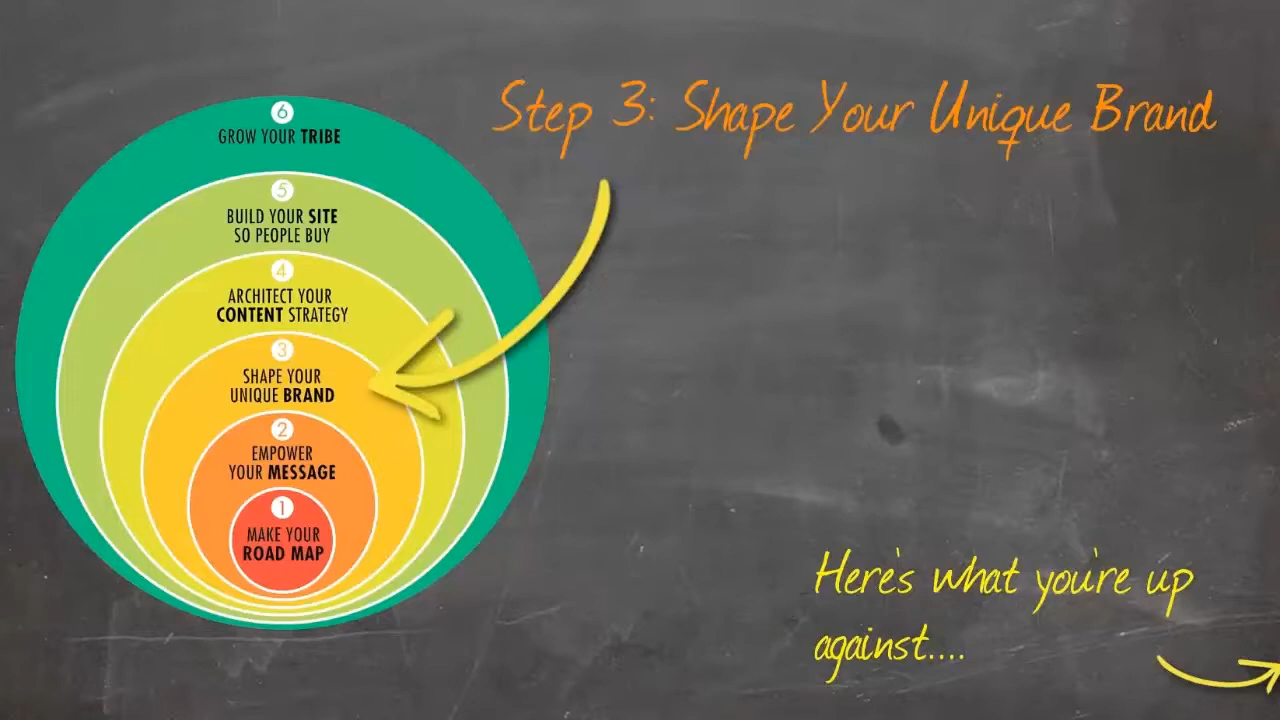 Step 3: Shape Your Unique Brand
6
GROW YOUR TRIBE
5
BUILD YOUR SITE
SO PEOPLE BUY
4
ARCHITECT YOUR
CONTENT STRATEGY
3
SHAPE YOUR
UNIQUE BRAND
2
EMPOWER
YOUR MESSAGE
1
MAKE YOUR
ROAD MAP
Here's what you're up
against....